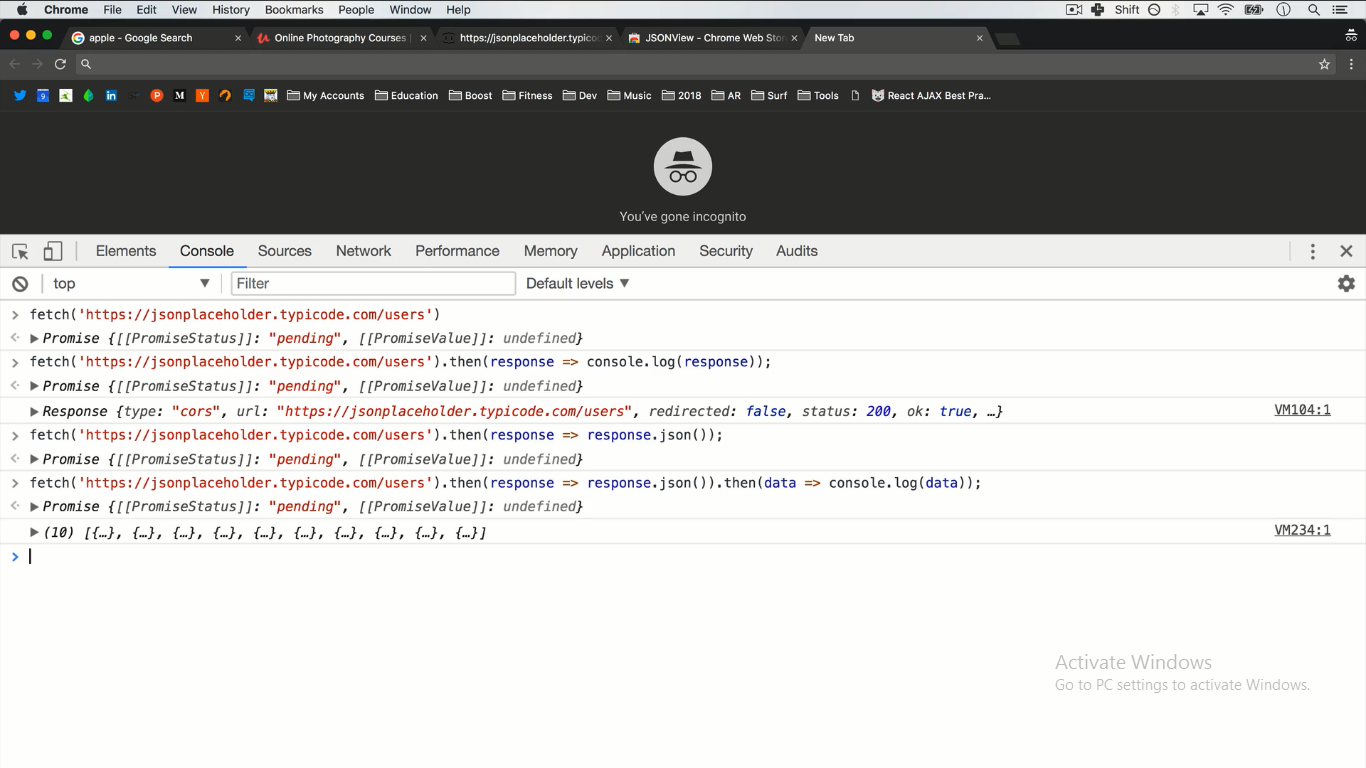 Chrome File Edit View History Bookmarks People Window Help Shift
apple - Google Search Online Photography Courses https://jsonplaceholder.typico JSONView - Chrome Web Sto New Tab
My Accounts Education Boost Fitness Dev Music 2018 AR Surf Tools React AJAX Best Pra...
You've gone incognito
Elements Console Sources Network Performance Memory Application Security Audits
top Filter Default levels ▼
> fetch('https://jsonplaceholder.typicode.com/users')
<· ▶Promise {[[PromiseStatus]]: "pending", [[PromiseValue]]: undefined}
> fetch('https://jsonplaceholder.typicode.com/users').then(response => console.log(response));
<· ▶Promise {[[PromiseStatus]]: "pending", [[PromiseValue]]: undefined}
▶Response {type: "cors", url: "https://jsonplaceholder.typicode.com/users", redirected: false, status: 200, ok: true, …} VM104:1
> fetch('https://jsonplaceholder.typicode.com/users').then(response => response.json());
<· ▶Promise {[[PromiseStatus]]: "pending", [[PromiseValue]]: undefined}
> fetch('https://jsonplaceholder.typicode.com/users').then(response => response.json()).then(data => console.log(data));
<· ▶Promise {[[PromiseStatus]]: "pending", [[PromiseValue]]: undefined}
▶(10) [{…}, {…}, {…}, {…}, {…}, {…}, {…}, {…}, {…}, {…}] VM234:1
>
Activate Windows
Go to PC settings to activate Windows.